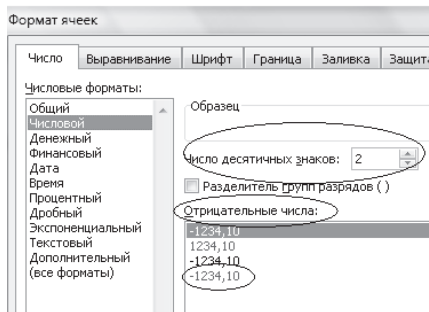 Формат ячеек
Число Выравнивание Шрифт Граница Заливка Защита
Числовые форматы:
Общий
Числовой
Денежный
Финансовый
Дата
Время
Процентный
Дробный
Экспоненциальный
Текстовый
Дополнительный
(все форматы)
Образец
Число десятичных знаков: 2
Разделитель групп разрядов ( )
Отрицательные числа:
-1234,10
1234,10
-1234,10
-1234,10